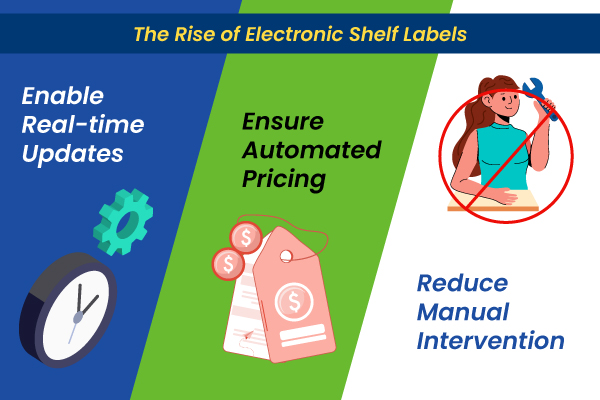 The Rise of Electronic Shelf Labels
Enable
Real-time
Updates
Ensure
Automated
Pricing
$
$
$
Reduce
Manual
Intervention